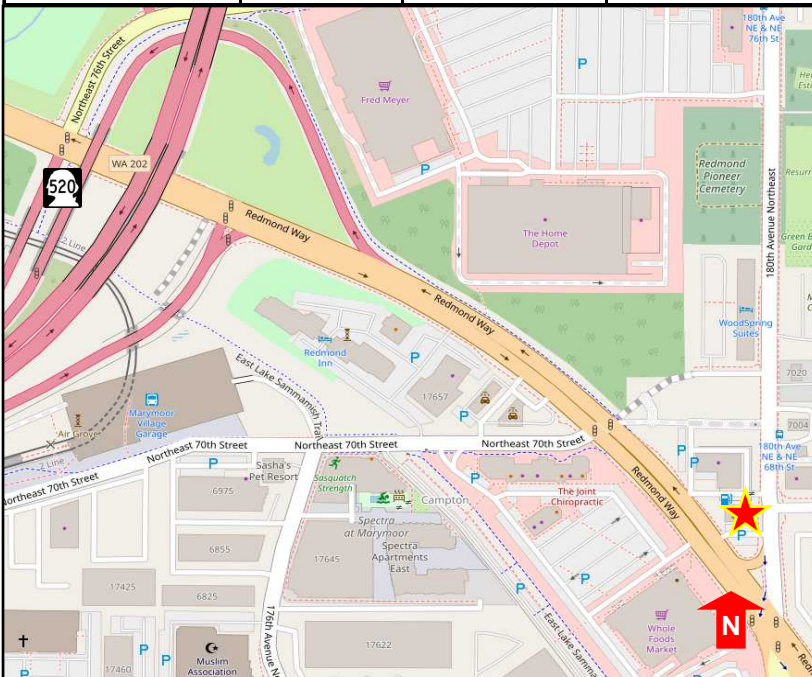 180th Ave
NE & NE
76th St
Northeast 76th Street
Fred Meyer
P
P
WA 202
520
Redmond
Pioneer
Cemetery
Redmond Way
The Home
Depot
180th Avenue Northeast
2 Line
Redmond Way
WoodSpring
Suites
Redmond
Inn
P
7020
East Lake Sammamish Trail
17657
Marymoor
Village
Garage
P
7004
Air Grove
Northeast 70th Street
Northeast 70th Street
Northeast 70th Street
180th Ave
NE & NE
68th St
P
P
2 Line
P
Sasha's
Pet Resort
Sasquatch
Strength
P
The Joint
Chiropractic
Redmond Way
Northeast 70th Street
6975
Campton
Spectra
at Marymoor
P
6855
17645
Spectra
Apartments
East
P
17425
6825
P
176th Avenue N
East Lake Samma
Whole
Foods
Market
N
P
P
17460
Muslim
Association
17622
P
P